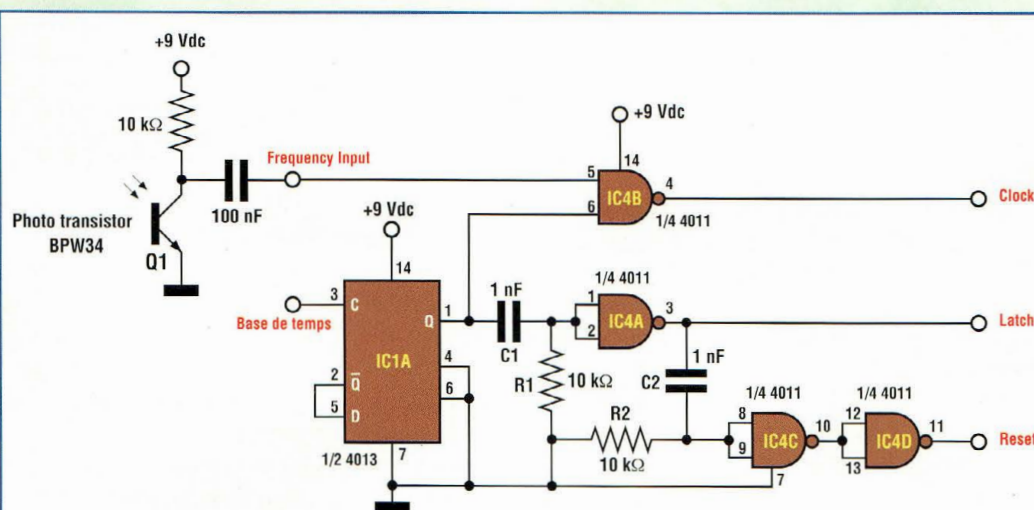 +9 Vdc
10 kΩ
Photo transistor
BPW34
Q1
100 nF
Frequency Input
+9 Vdc
14
5
6
IC4B
4
1/4 4011
Clock
+9 Vdc
14
Base de temps
3
C
Q
1
IC1A
4
6
2
Q
5
D
7
1/2 4013
1 nF
C1
1/4 4011
1
2
IC4A
3
Latch
R1
10 kΩ
1 nF
C2
R2
10 kΩ
1/4 4011
8
9
IC4C
10
7
1/4 4011
12
13
IC4D
11
Reset